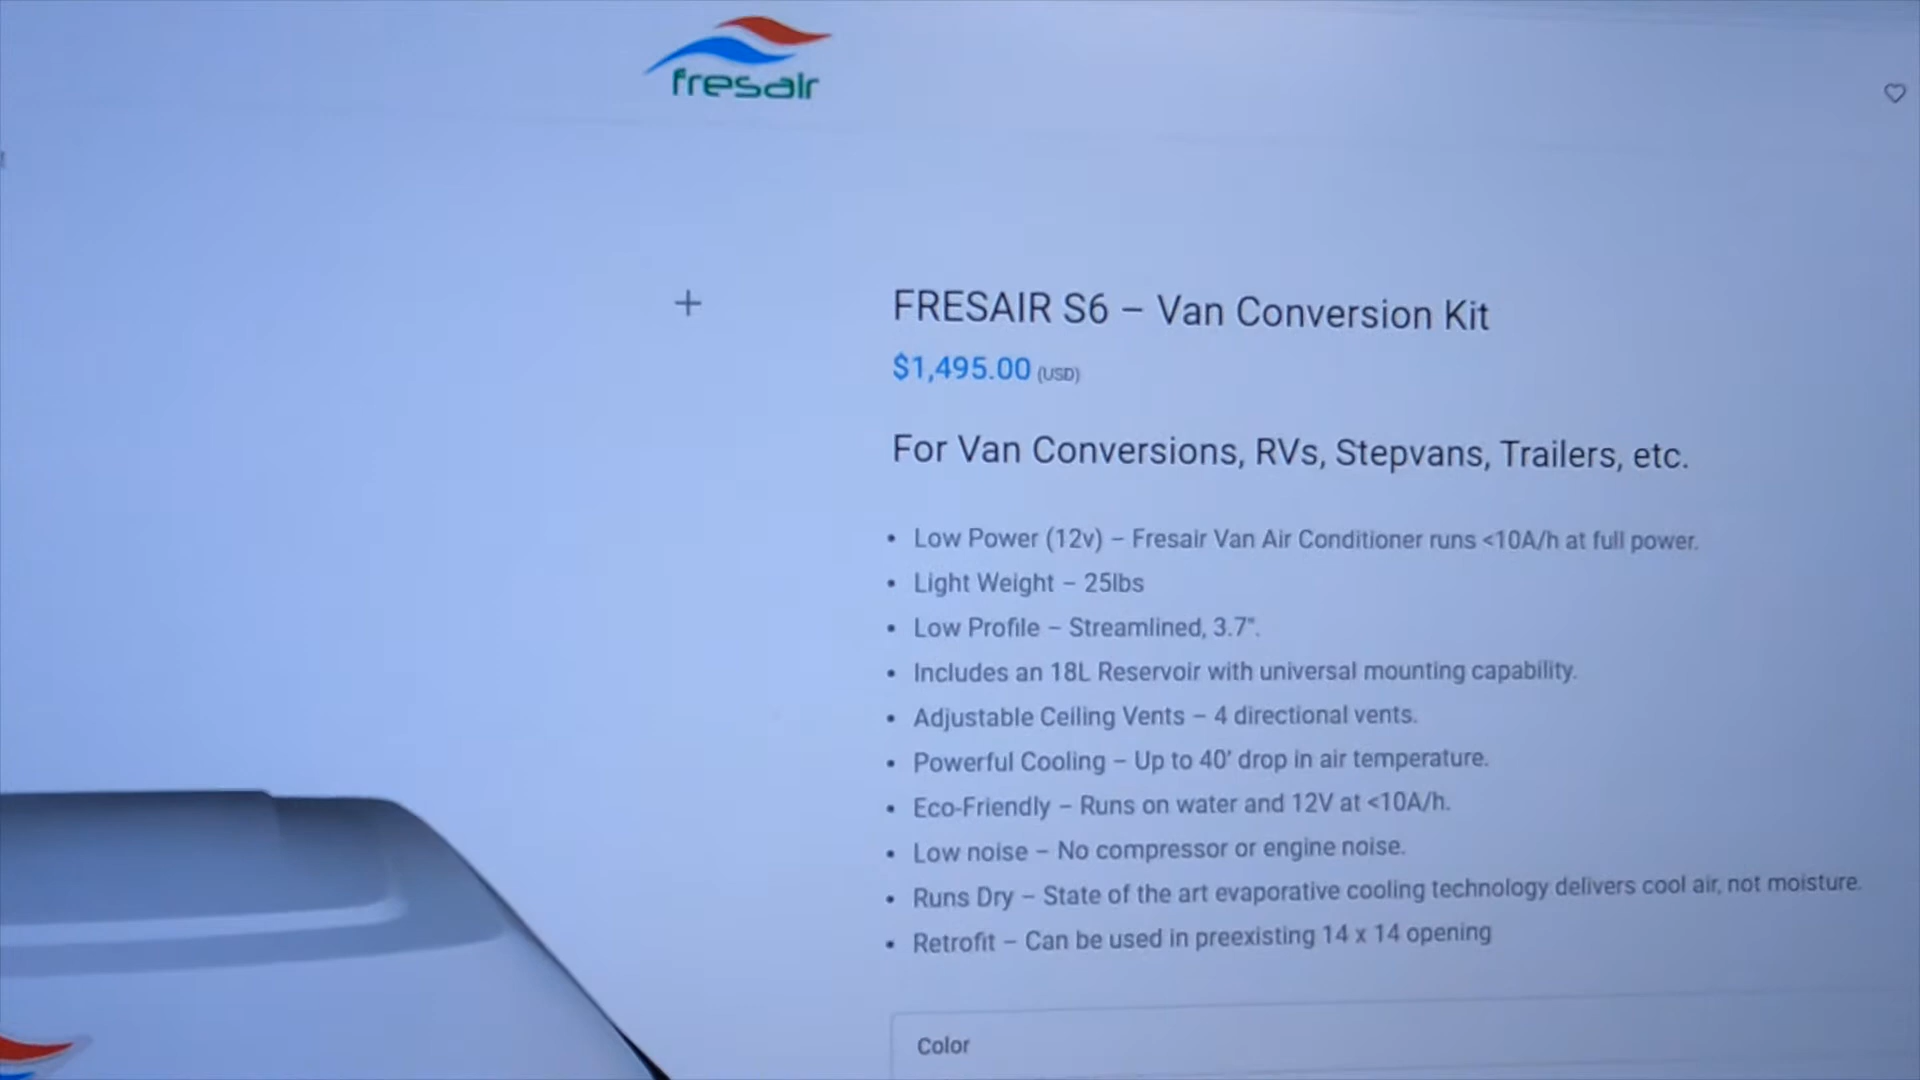 fresair
FRESAIR S6 – Van Conversion Kit
$1,495.00 (USD)
For Van Conversions, RVs, Stepvans, Trailers, etc.
• Low Power (12v) – Fresair Van Air Conditioner runs <10A/h at full power.
• Light Weight – 25lbs
• Low Profile – Streamlined, 3.7".
• Includes an 18L Reservoir with universal mounting capability.
• Adjustable Ceiling Vents – 4 directional vents.
• Powerful Cooling – Up to 40' drop in air temperature.
• Eco-Friendly – Runs on water and 12V at <10A/h.
• Low noise – No compressor or engine noise.
• Runs Dry – State of the art evaporative cooling technology delivers cool air, not moisture.
• Retrofit – Can be used in preexisting 14 x 14 opening
Color